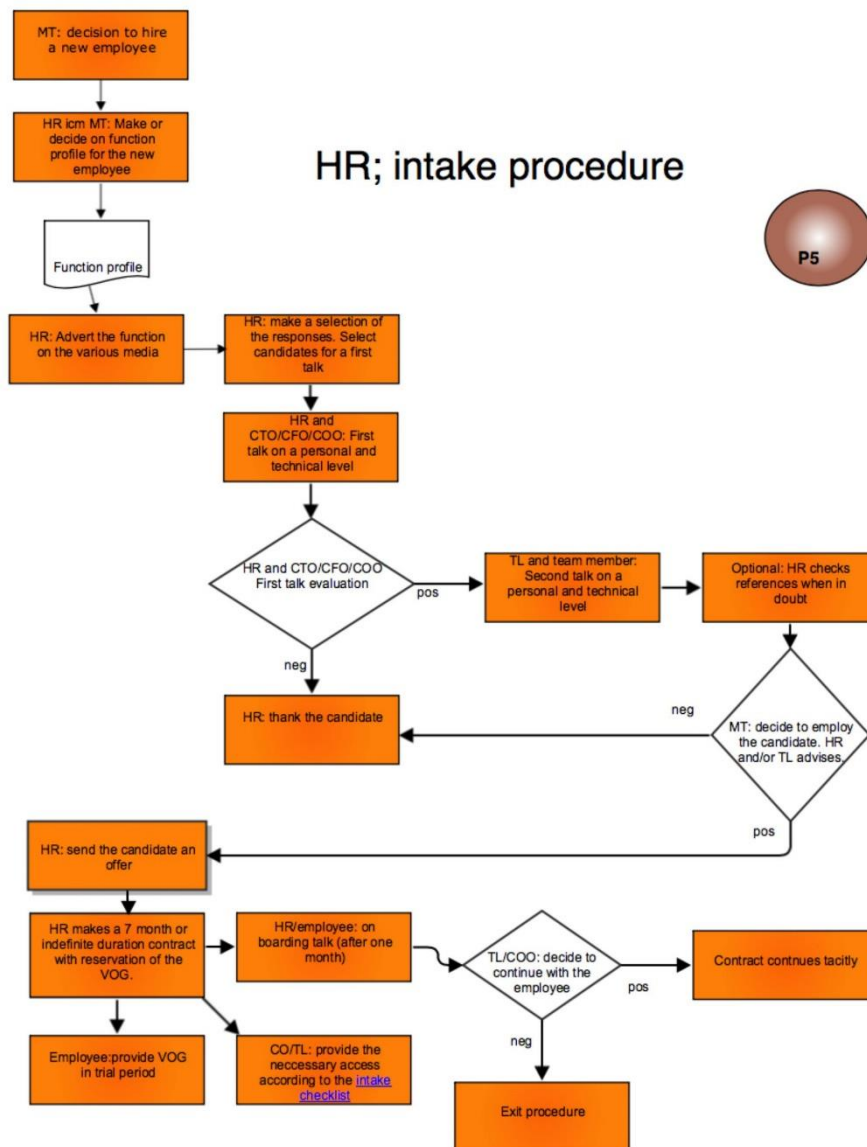 MT: decision to hire
a new employee
HR icm MT: Make or
decide on function
profile for the new
employee
HR; intake procedure
P5
Function profile
HR: Advert the function
on the various media
HR: make a selection of
the responses. Select
candidates for a first
talk
HR and
CTO/CFO/COO: First
talk on a personal and
technical level
HR and CTO/CFO/COO
First talk evaluation
pos
neg
TL and team member:
Second talk on a
personal and technical
level
Optional: HR checks
references when in
doubt
HR: thank the candidate
neg
MT: decide to employ
the candidate. HR
and/or TL advises.
pos
HR: send the candidate an
offer
HR makes a 7 month or
indefinite duration contract
with reservation of the
VOG.
HR/employee: on
boarding talk (after one
month)
TL/COO: decide to
continue with the
employee
pos
neg
Contract contnues tacitly
Employee:provide VOG
in trial period
CO/TL: provide the
neccessary access
according to the intake
checklist
Exit procedure